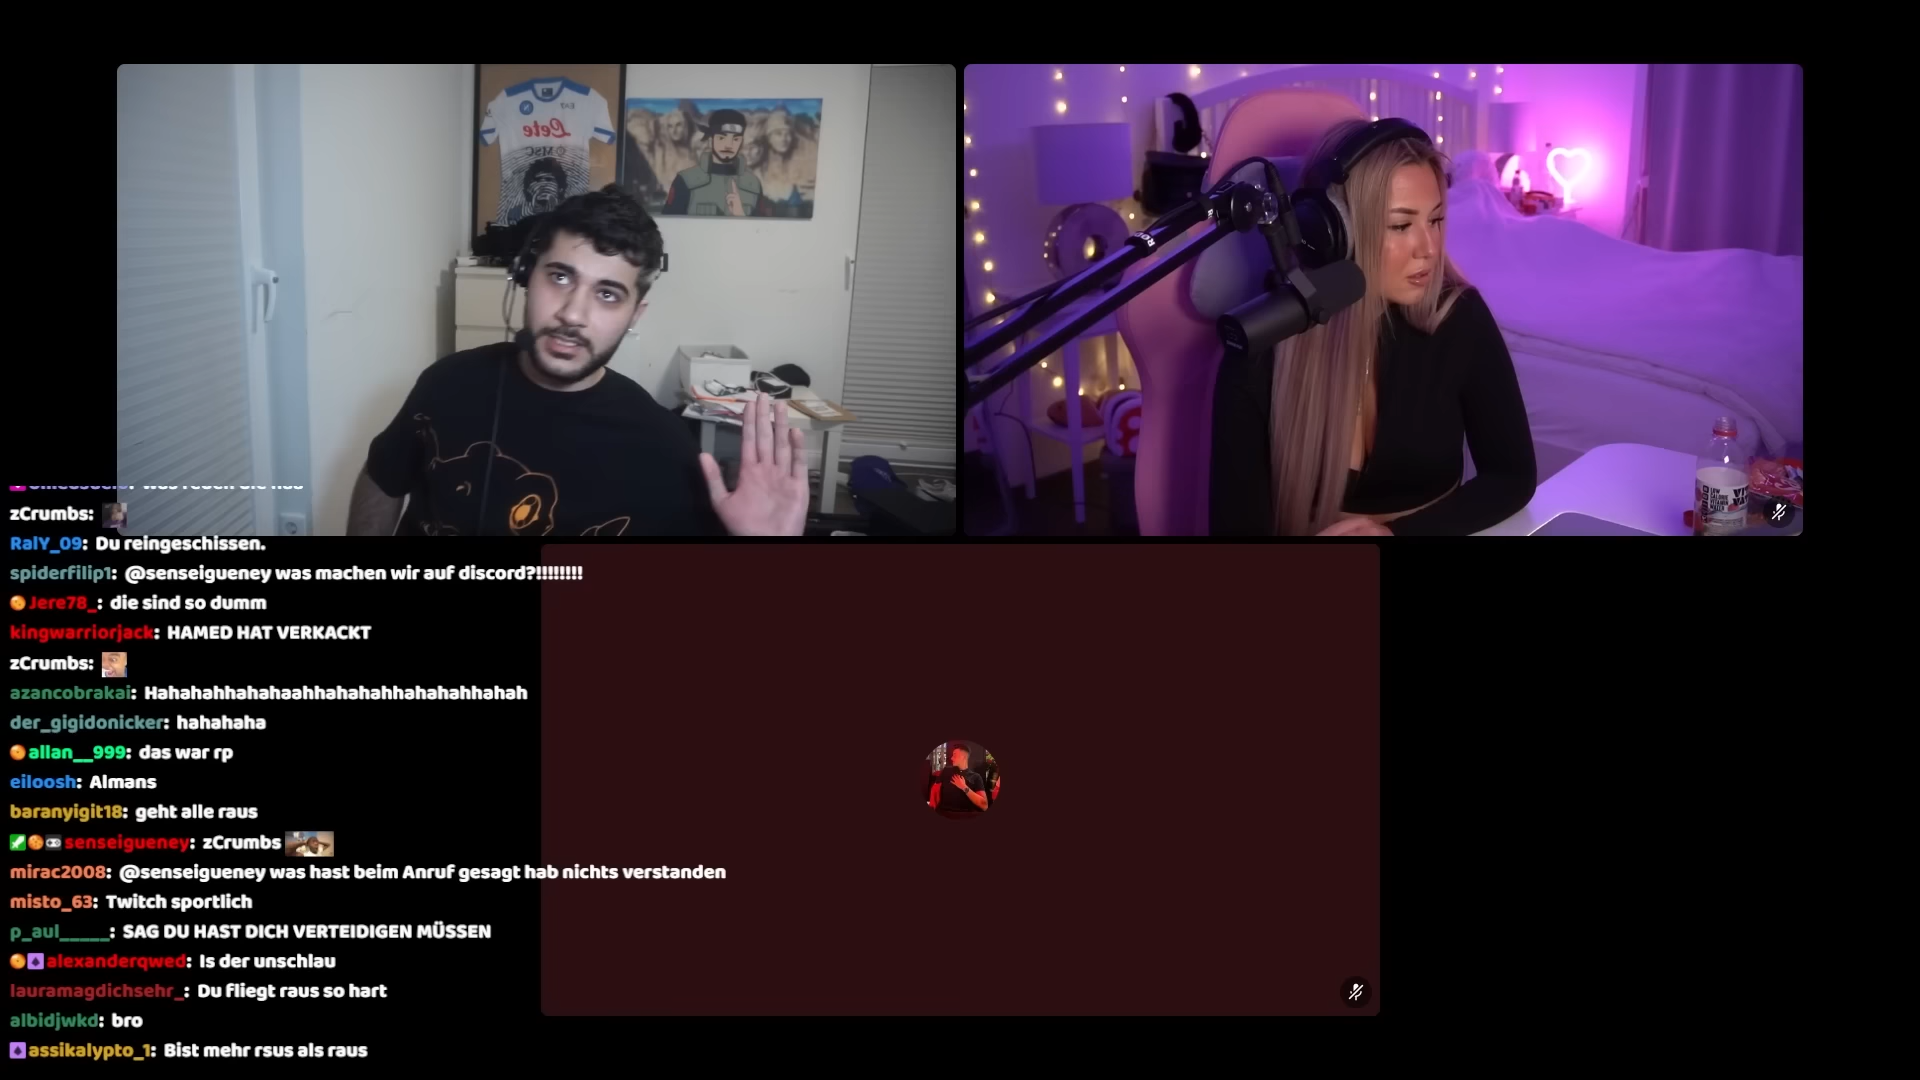 Lete
MSC
RODE
zCrumbs:
RalY_09: Du reingeschissen.
spiderfilip1: @senseigueney was machen wir auf discord?!!!!!!!!
Jere78_: die sind so dumm
kingwarriorjack: HAMED HAT VERKACKT
zCrumbs:
azancobrakai: Hahahahhahahaahhahahahhahahahhahah
der_gigidonicker: hahahaha
allan__999: das war rp
eiloosh: Almans
baranyigit18: geht alle raus
senseigueney: zCrumbs
mirac2008: @senseigueney was hast beim Anruf gesagt hab nichts verstanden
misto_63: Twitch sportlich
p_aul_____: SAG DU HAST DICH VERTEIDIGEN MÜSSEN
alexanderqwed: Is der unschlau
lauramagdichsehr_: Du fliegt raus so hart
albidjwkd: bro
assikalypto_1: Bist mehr rsus als raus